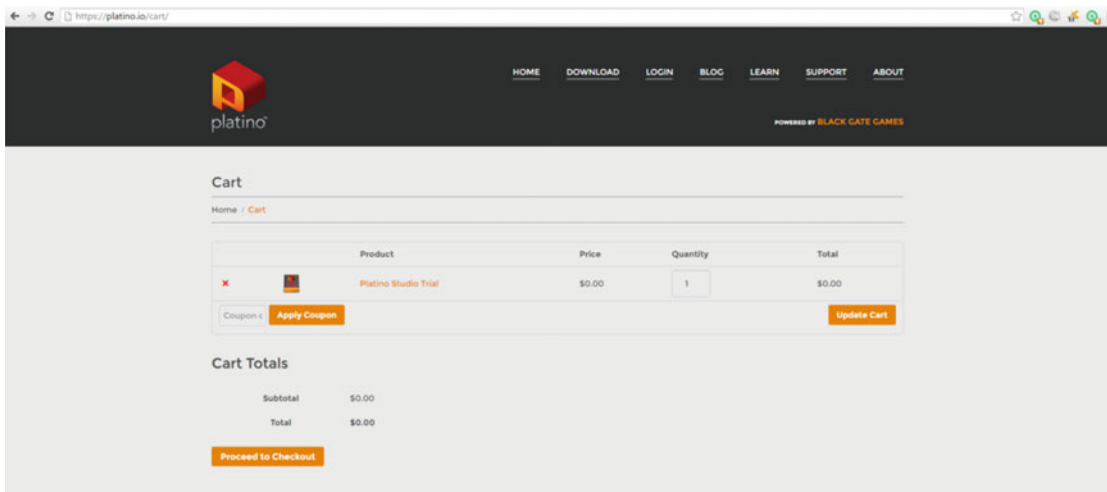 https://platino.io/cart/
HOME DOWNLOAD LOGIN BLOG LEARN SUPPORT ABOUT
platino
POWERED BY BLACK GATE GAMES
Cart
Home / Cart
Product Price Quantity Total
Platino Studio Trial $0.00 1 $0.00
Coupon c Apply Coupon Update Cart
Cart Totals
Subtotal $0.00
Total $0.00
Proceed to Checkout